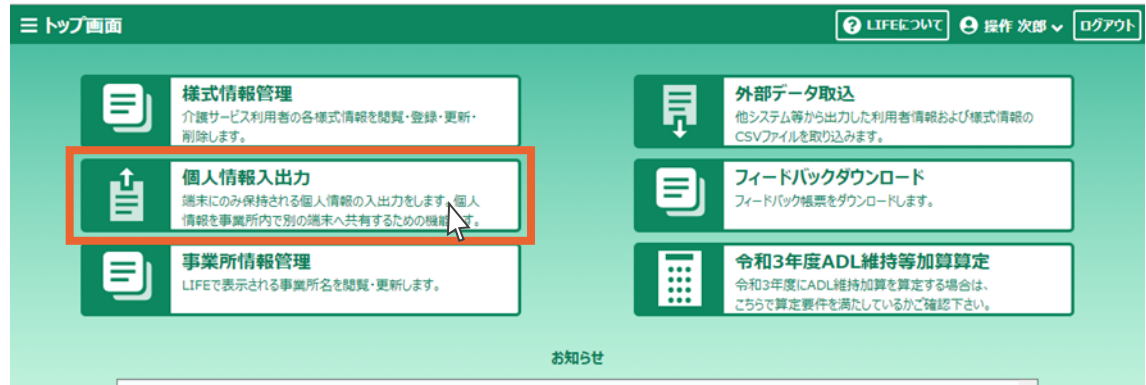 トップ画面
LIFEについて
操作 次郎
ログアウト
様式情報管理
介護サービス利用者の各様式情報を閲覧・登録・更新・
削除します。
外部データ取込
他システム等から出力した利用者情報および様式情報の
CSVファイルを取り込みます。
個人情報入出力
端末にのみ保持される個人情報の入出力をします。個人
情報を事業所内で別の端末へ共有するための機能です。
フィードバックダウンロード
フィードバック帳票をダウンロードします。
事業所情報管理
LIFEで表示される事業所名を閲覧・更新します。
令和3年度ADL維持等加算算定
令和3年度にADL維持加算を算定する場合は、
こちらで算定要件を満たしているかご確認下さい。
お知らせ